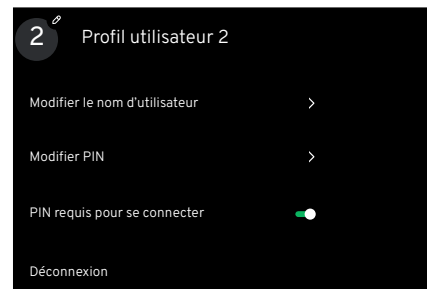 2 Profil utilisateur 2
Modifier le nom d'utilisateur
Modifier PIN
PIN requis pour se connecter
Déconnexion